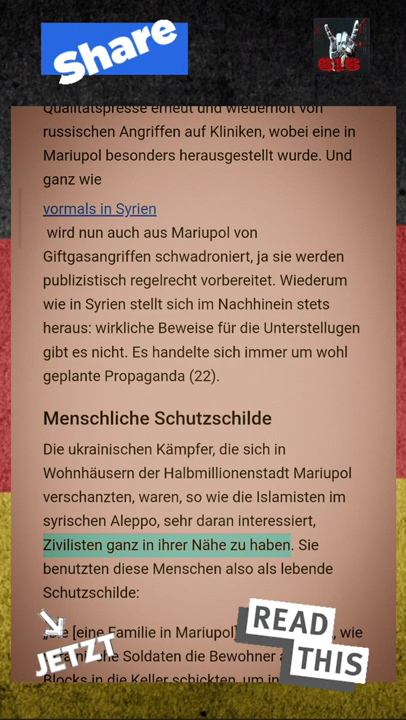 Share
SIS
Qualitätspresse erneut und wiederholt von
russischen Angriffen auf Kliniken, wobei eine in
Mariupol besonders herausgestellt wurde. Und
ganz wie
vormals in Syrien
wird nun auch aus Mariupol von
Giftgasangriffen schwadroniert, ja sie werden
publizistisch regelrecht vorbereitet. Wiederum
wie in Syrien stellt sich im Nachhinein stets
heraus: wirkliche Beweise für die Unterstellugen
gibt es nicht. Es handelte sich immer um wohl
geplante Propaganda (22).
Menschliche Schutzschilde
Die ukrainischen Kämpfer, die sich in
Wohnhäusern der Halbmillionenstadt Mariupol
verschanzten, waren, so wie die Islamisten im
syrischen Aleppo, sehr daran interessiert,
Zivilisten ganz in ihrer Nähe zu haben. Sie
benutzten diese Menschen also als lebende
Schutzschilde:
[eine Familie in Mariupol] wie
Soldaten die Bewohner
Blocks in die Keller schickten, um in
JETZT
READ
THIS